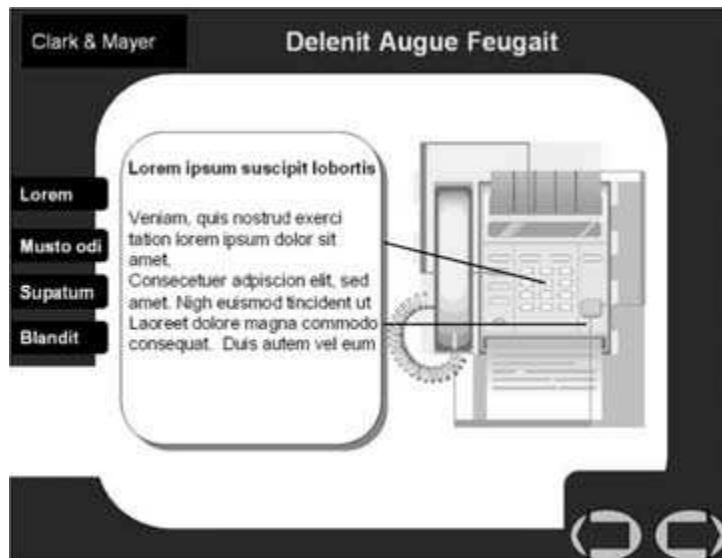 Clark & Mayer
Delenit Augue Feugait
Lorem
Musto odi
Supatum
Blandit
Lorem ipsum suscipit lobortis
Veniam, quis nostrud exerci
tation lorem ipsum dolor sit
amet,
Consecetuer adpiscion elit, sed
amet. Nigh euismod tincident ut
Laoreet dolore magna commodo
consequat. Duis autem vel eum